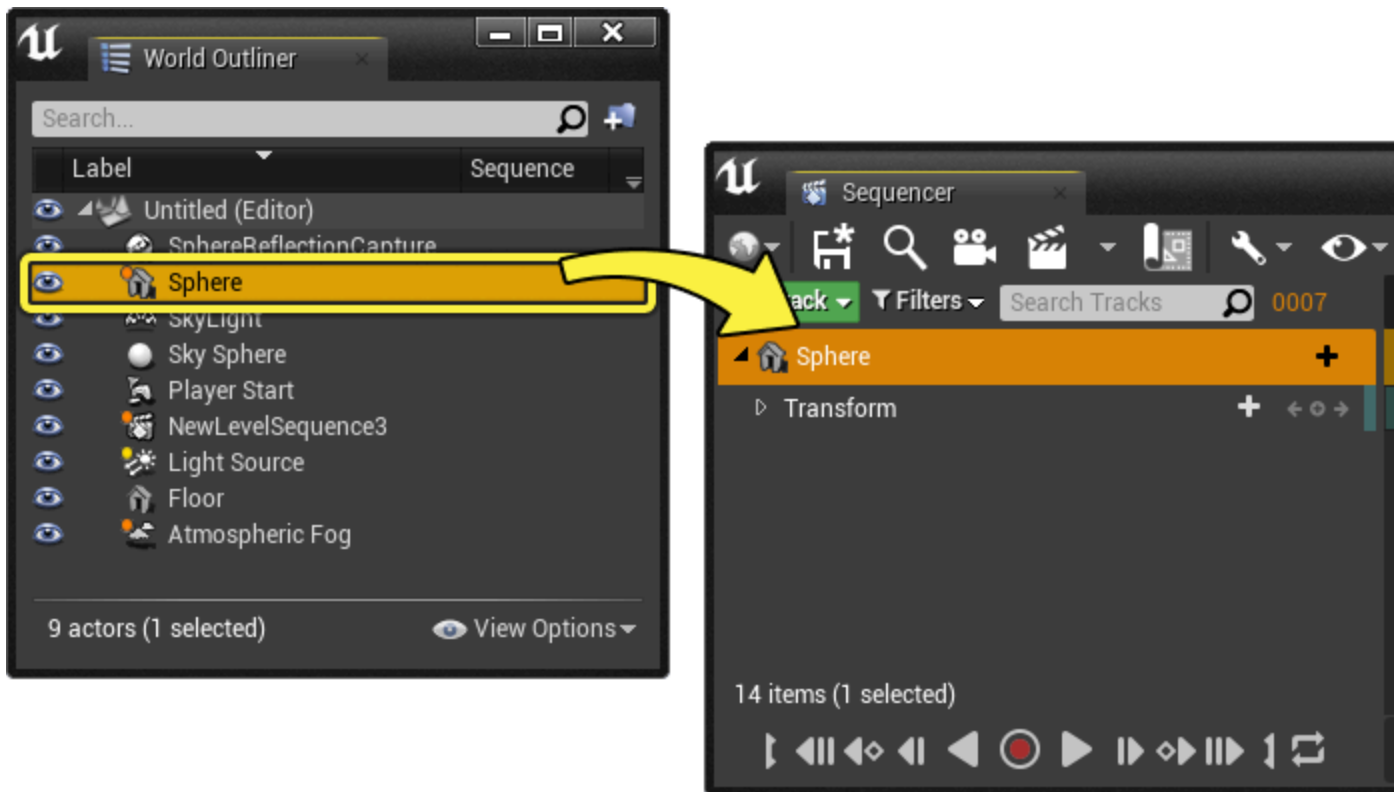 World Outliner
Search...
Label Sequence
Untitled (Editor)
SphereReflectionCapture
Sphere
SkyLight
Sky Sphere
Player Start
NewLevelSequence3
Light Source
Floor
Atmospheric Fog
9 actors (1 selected) View Options
Sequencer
Filters Search Tracks 0007
Sphere
Transform
14 items (1 selected)